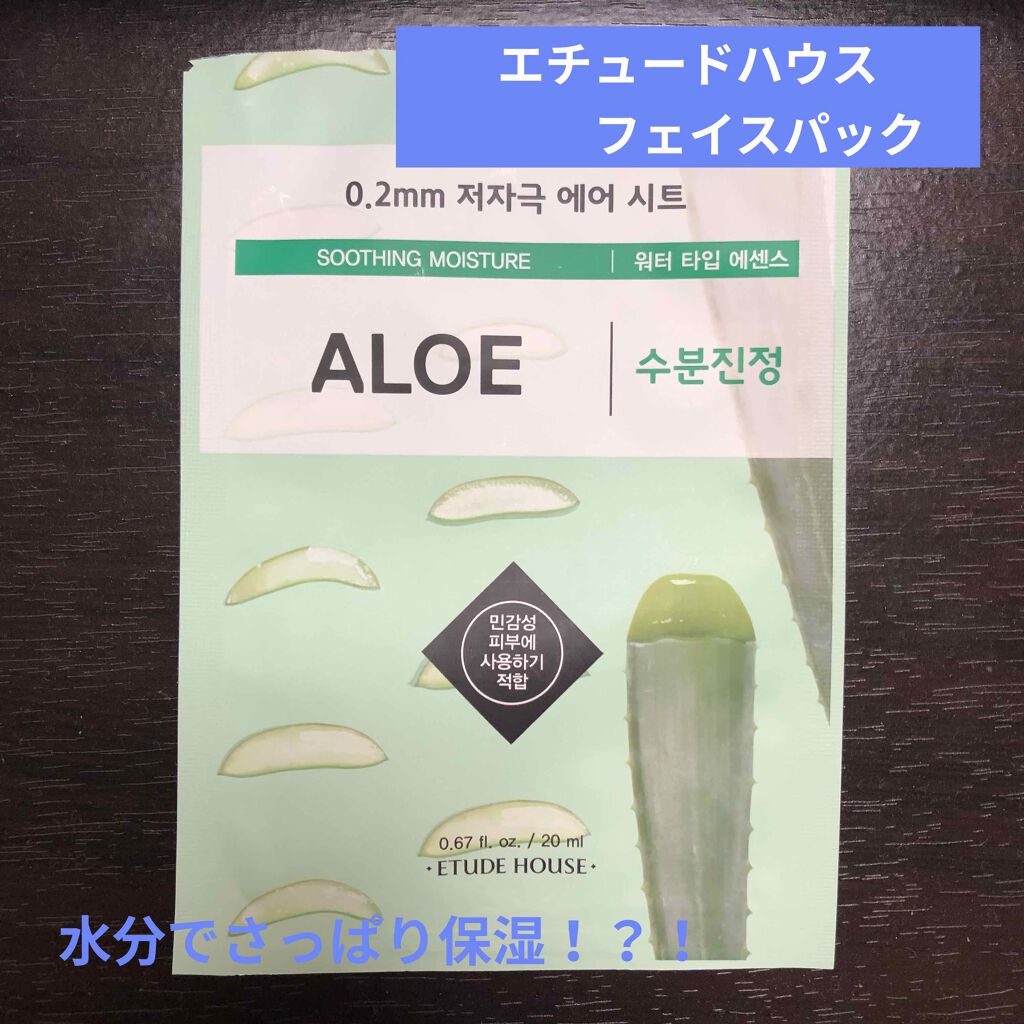 エチュードハウス
フェイスパック
0.2mm 저자극 에어 시트
SOOTHING MOISTURE | 워터 타입 에센스
ALOE | 수분진정
민감성
피부에
사용하기
적합
0.67 fl. oz. / 20 ml
ETUDE HOUSE
水分でさっぱり保湿！？！